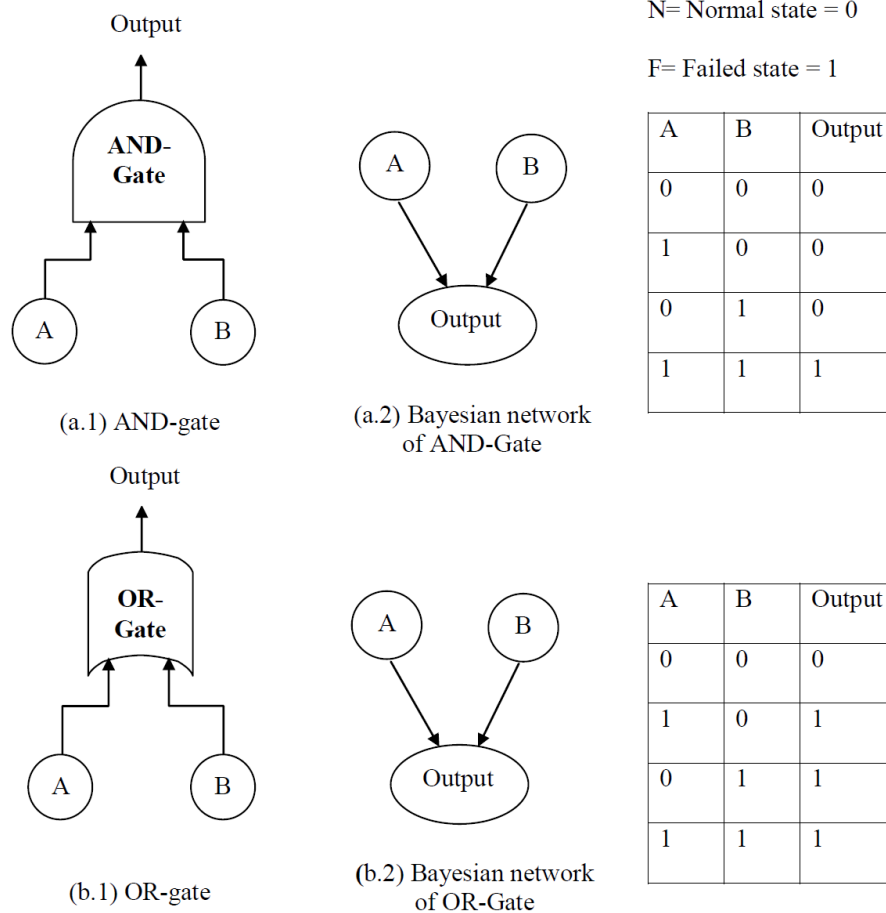 N= Normal state = 0
F= Failed state = 1
Output
AND-
Gate
A
B
(a.1) AND-gate
A
B
Output
(a.2) Bayesian network
of AND-Gate
A B Output
0 0 0
1 0 0
0 1 0
1 1 1
Output
OR-
Gate
A
B
(b.1) OR-gate
A
B
Output
(b.2) Bayesian network
of OR-Gate
A B Output
0 0 0
1 0 1
0 1 1
1 1 1